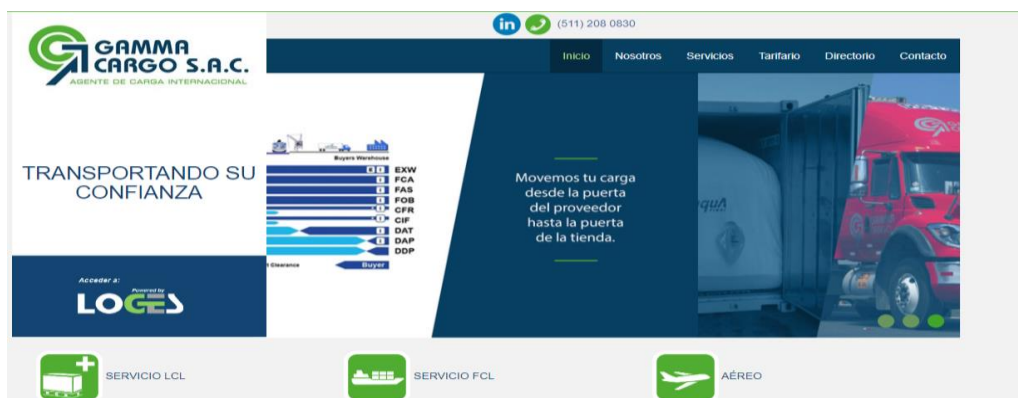 (511) 208 0830
GAMMA
CARGO S.A.C.
AGENTE DE CARGA INTERNACIONAL
Inicio Nosotros Servicios Tarifario Directorio Contacto
TRANSPORTANDO SU
CONFIANZA
Buyers Warehouse
EXW
FCA
FAS
FOB
CFR
CIF
DAT
DAP
DDP
Clearance
Buyer
Movemos tu carga
desde la puerta
del proveedor
hasta la puerta
de la tienda.
Acceder a:
Powered by
LOGES
SERVICIO LCL
SERVICIO FCL
AÉREO